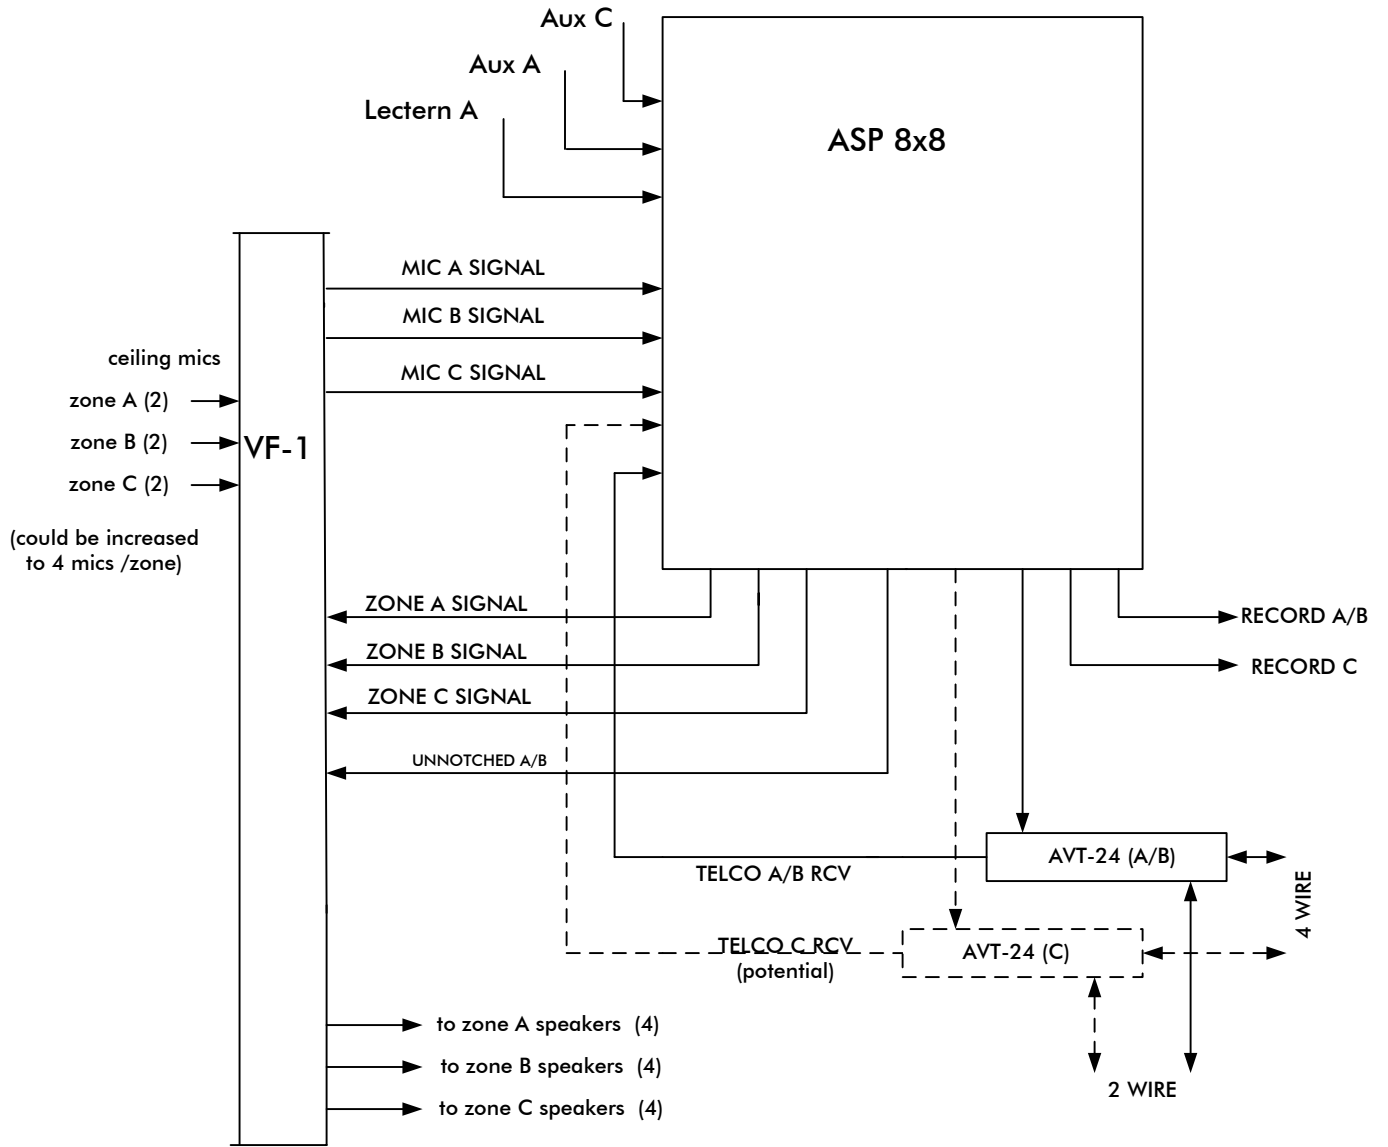 Aux C
Aux A
Lectern A
ASP 8x8
MIC A SIGNAL
MIC B SIGNAL
ceiling mics
MIC C SIGNAL
zone A (2)
zone B (2)
VF-1
zone C (2)
(could be increased
to 4 mics /zone)
ZONE A SIGNAL
RECORD A/B
ZONE B SIGNAL
RECORD C
ZONE C SIGNAL
UNNOTCHED A/B
AVT-24 (A/B)
TELCO A/B RCV
4 WIRE
TELCO C RCV
(potential)
AVT-24 (C)
to zone A speakers (4)
to zone B speakers (4)
2 WIRE
to zone C speakers (4)